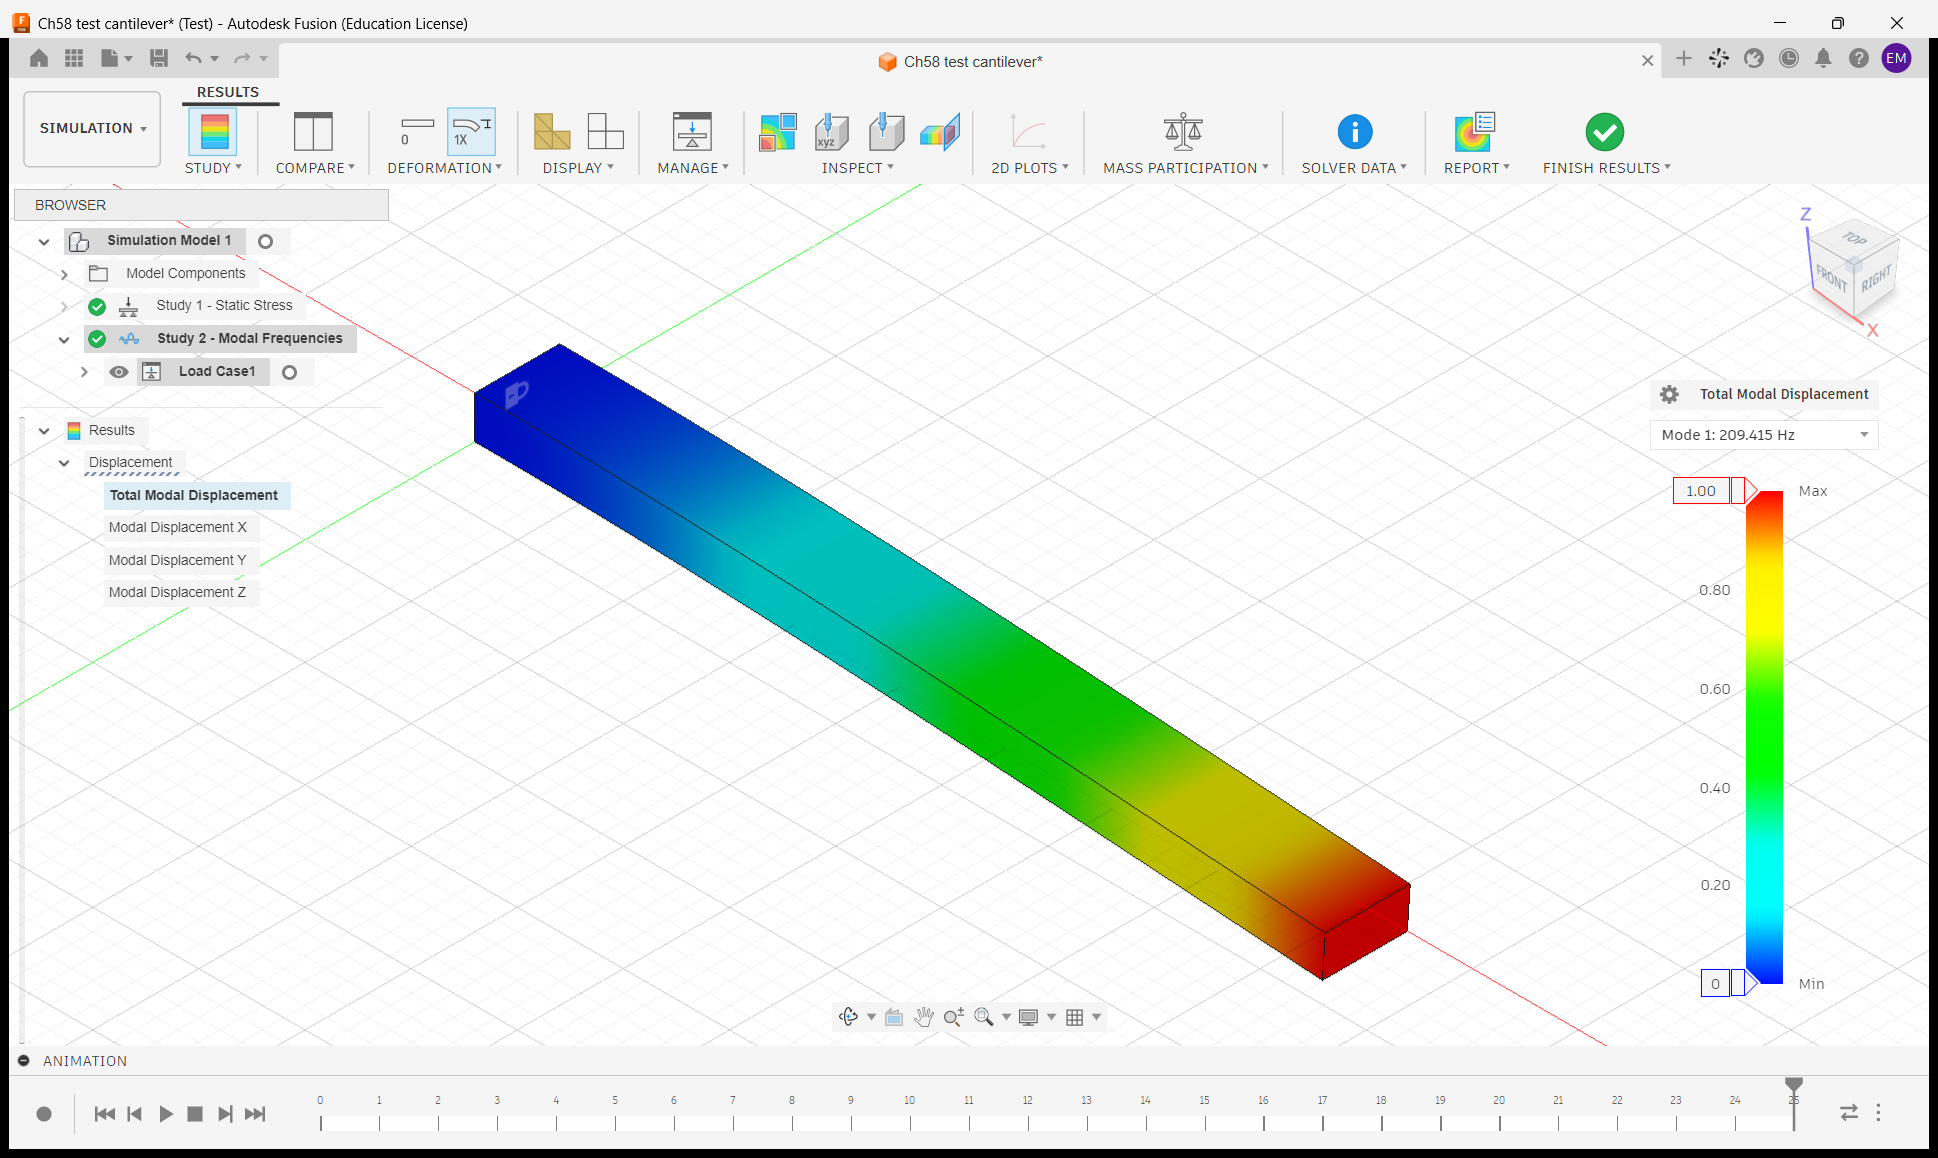 Ch58 test cantilever* (Test) - Autodesk Fusion (Education License)
Ch58 test cantilever*
EM
RESULTS
SIMULATION
0
1X
xyz
STUDY
COMPARE
DEFORMATION
DISPLAY
MANAGE
INSPECT
2D PLOTS
MASS PARTICIPATION
SOLVER DATA
REPORT
FINISH RESULTS
BROWSER
Simulation Model 1
Model Components
Study 1 - Static Stress
Study 2 - Modal Frequencies
Load Case1
Results
Displacement
Total Modal Displacement
Modal Displacement X
Modal Displacement Y
Modal Displacement Z
Z
TOP
FRONT
RIGHT
X
Total Modal Displacement
Mode 1: 209.415 Hz
1.00 Max
0.80
0.60
0.40
0.20
0 Min
ANIMATION
0 1 2 3 4 5 6 7 8 9 10 11 12 13 14 15 16 17 18 19 20 21 22 23 24 25